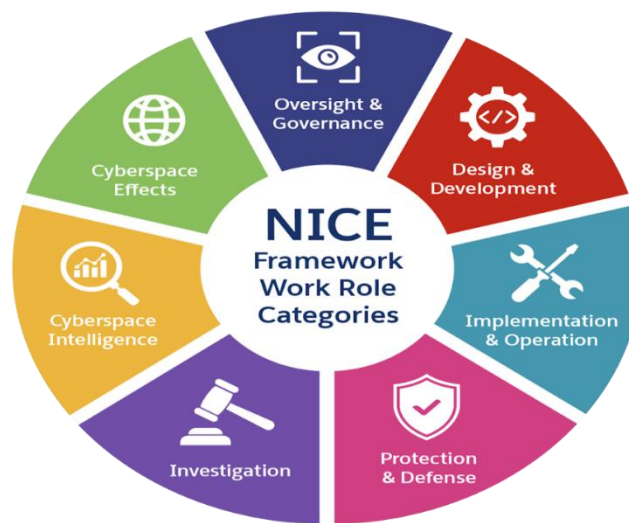 Oversight &
Governance
</>
Design &
Development
Implementation
& Operation
Protection
& Defense
Investigation
Cyberspace
Intelligence
Cyberspace
Effects
NICE
Framework
Work Role
Categories